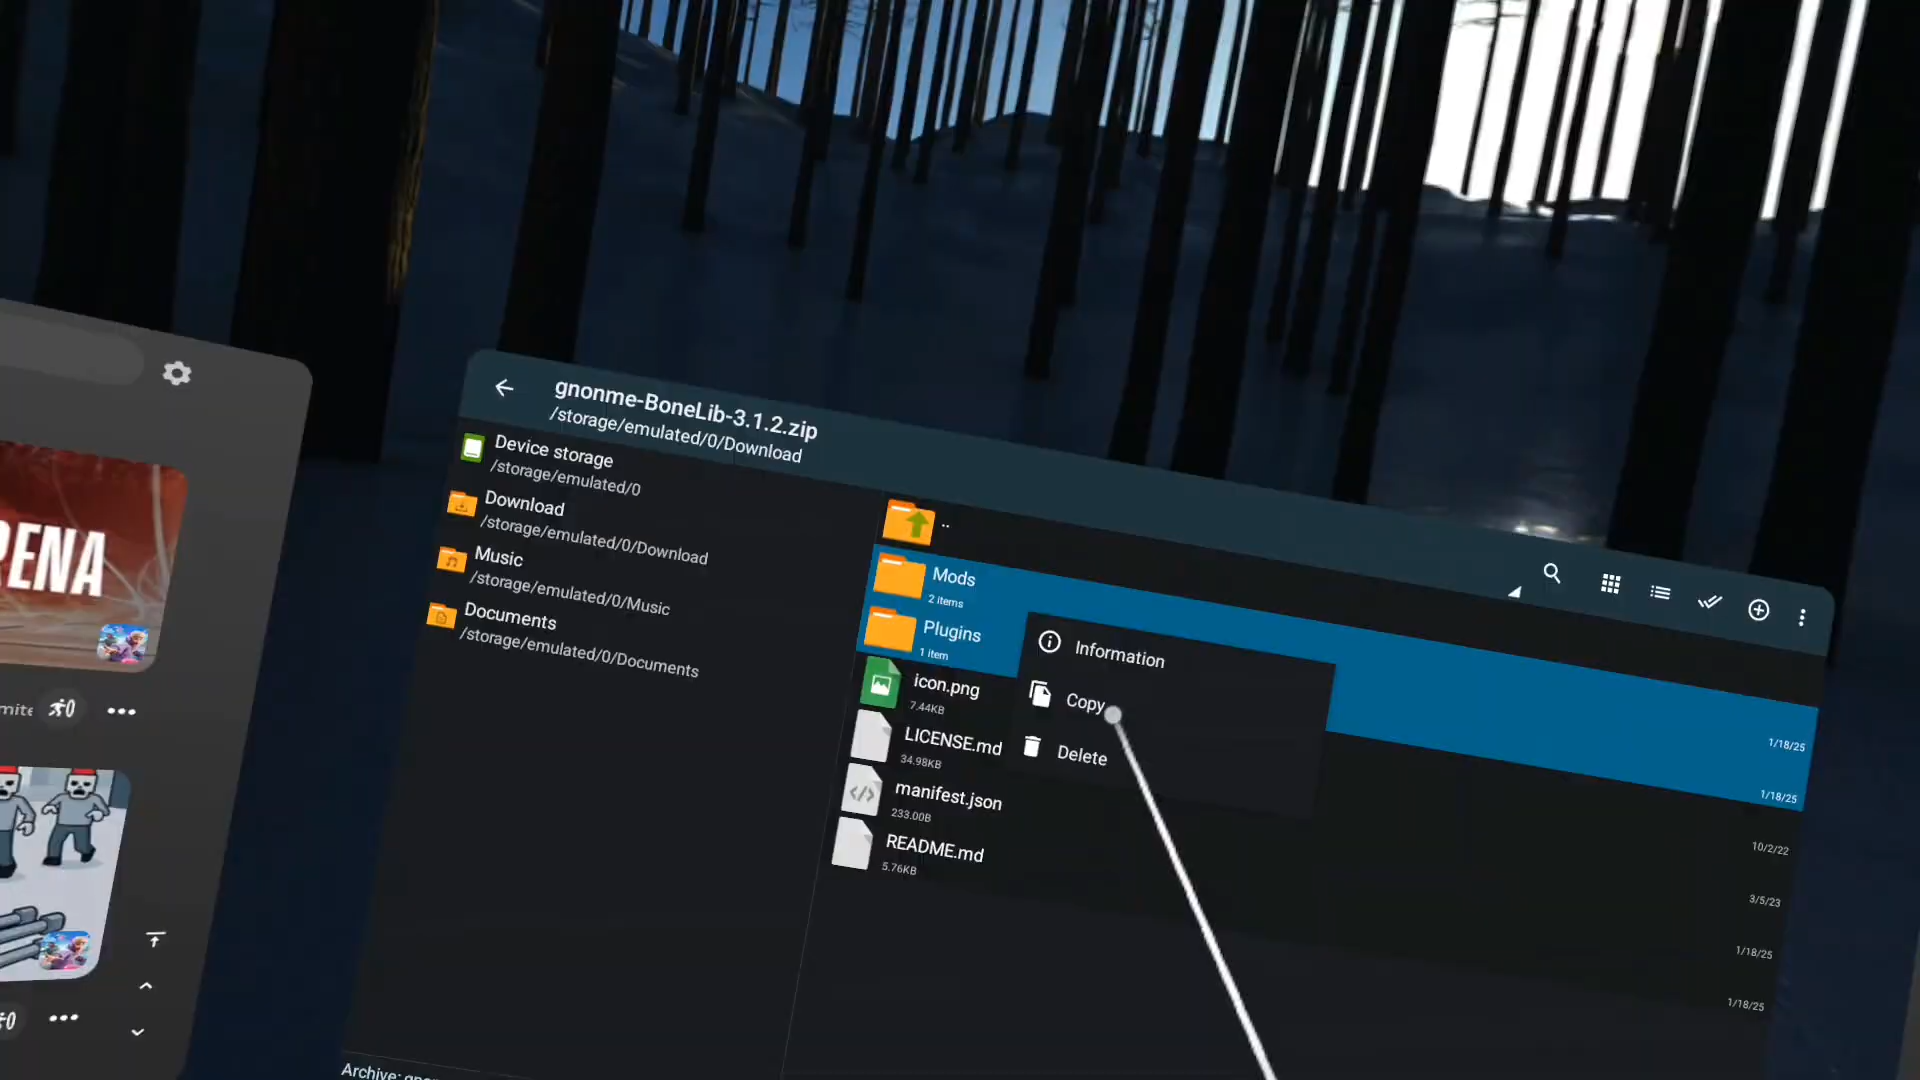 gnonme-BoneLib-3.1.2.zip
/storage/emulated/0/Download
Device storage
/storage/emulated/0
Download
/storage/emulated/0/Download
Music
/storage/emulated/0/Music
Documents
/storage/emulated/0/Documents
..
Mods
2 items
1/18/25
Plugins
1 item
1/18/25
icon.png
7.44KB
10/2/22
LICENSE.md
34.98KB
3/5/23
manifest.json
233.00B
1/18/25
README.md
5.76KB
1/18/25
Information
Copy
Delete
ENA
0
Archive: